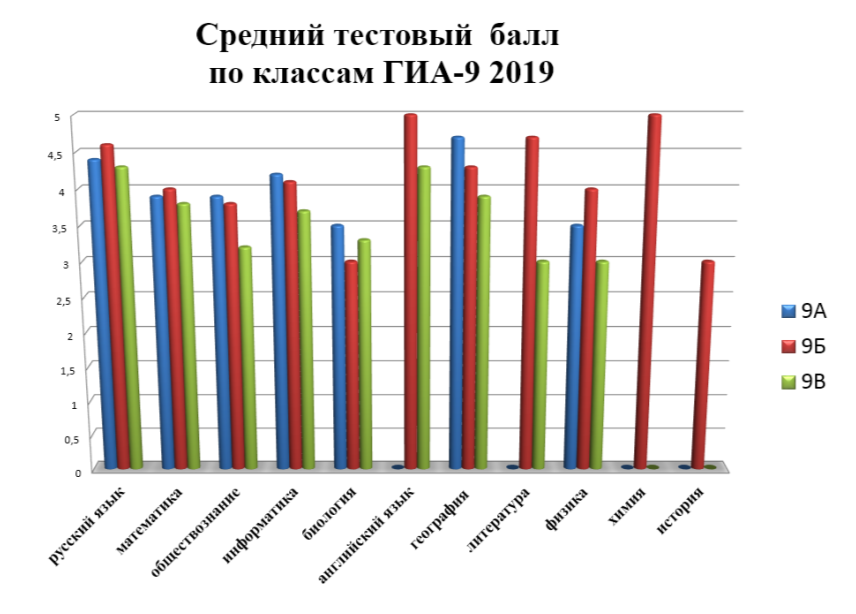 Средний тестовый балл
по классам ГИА-9 2019
5
4,5
4
3,5
3
2,5
2
1,5
1
0,5
0
русский язык
математика
обществознание
информатика
биология
английский язык
география
литература
физика
химия
история
9А
9Б
9В